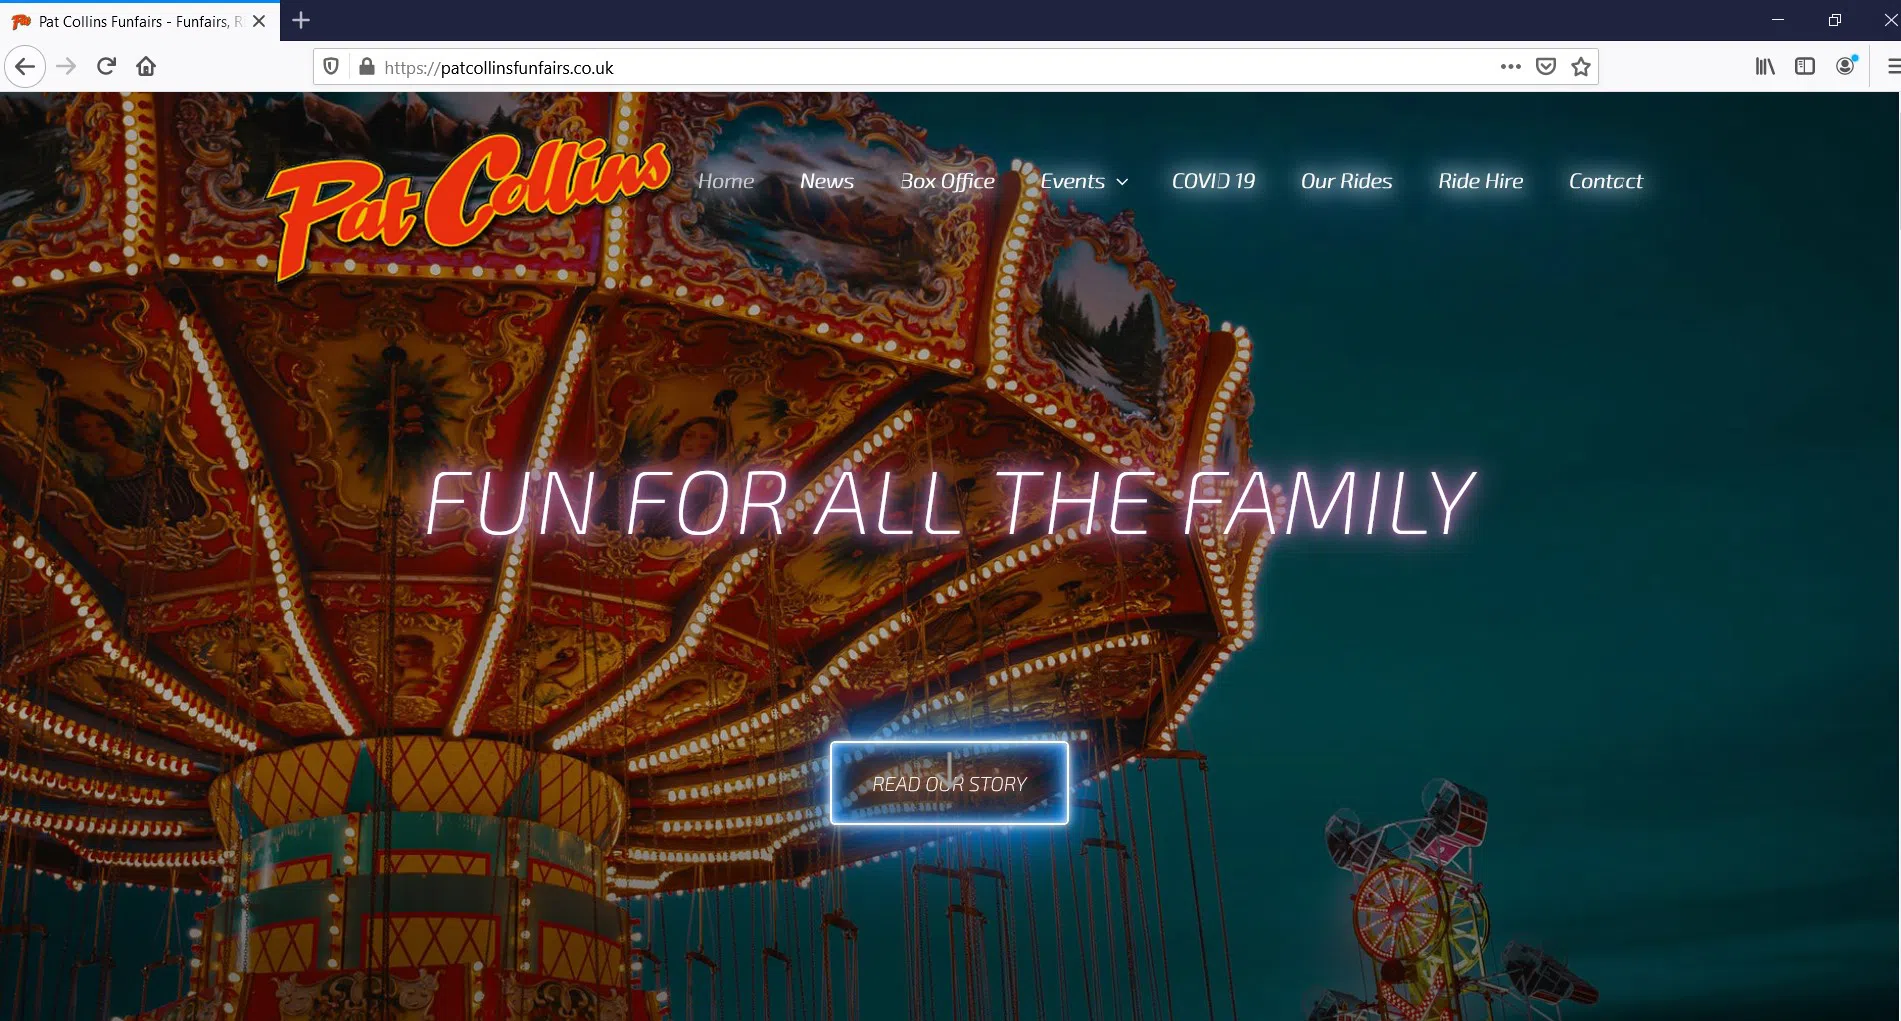 Pat Collins Funfairs - Funfairs, R
https://patcollinsfunfairs.co.uk
Pat Collins
Home News Box Office Events COVID 19 Our Rides Ride Hire Contact
FUN FOR ALL THE FAMILY
READ OUR STORY